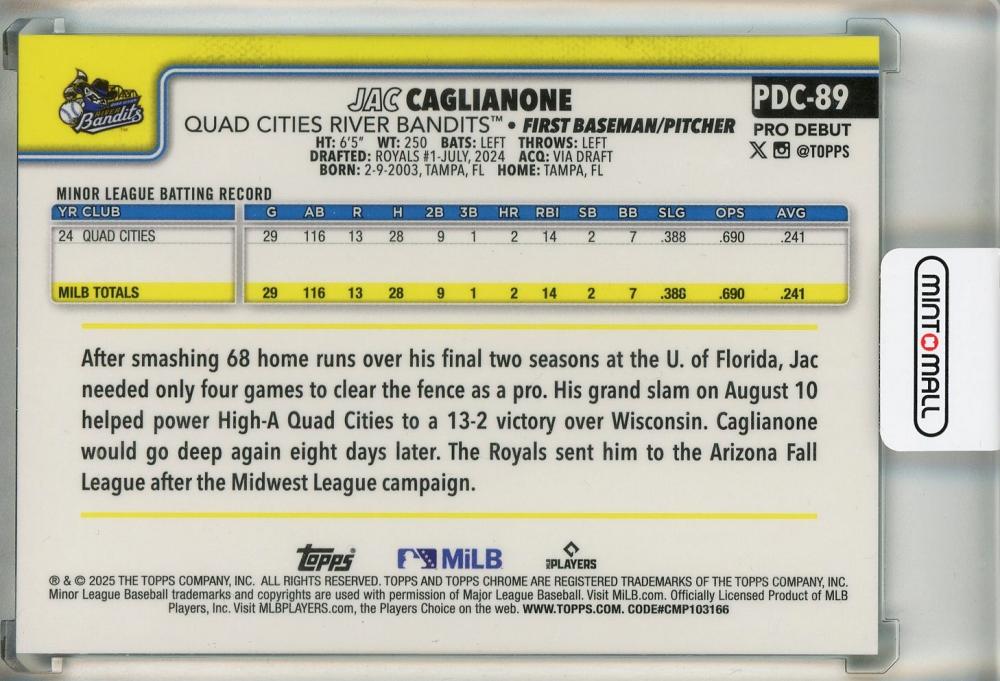 JAC CAGLIANONE
QUAD CITIES RIVER BANDITS™ • FIRST BASEMAN/PITCHER
HT: 6'5" WT: 250 BATS: LEFT THROWS: LEFT
DRAFTED: ROYALS #1-JULY, 2024 ACQ: VIA DRAFT
BORN: 2-9-2003, TAMPA, FL HOME: TAMPA, FL
PDC-89
PRO DEBUT
X @TOPPS
RIVER
Bandits™
MINOR LEAGUE BATTING RECORD
YR CLUB G AB R H 2B 3B HR RBI SB BB SLG OPS AVG
24 QUAD CITIES 29 116 13 28 9 1 2 14 2 7 .388 .690 .241
MILB TOTALS 29 116 13 28 9 1 2 14 2 7 .388 .690 .241
After smashing 68 home runs over his final two seasons at the U. of Florida, Jac
needed only four games to clear the fence as a pro. His grand slam on August 10
helped power High-A Quad Cities to a 13-2 victory over Wisconsin. Caglianone
would go deep again eight days later. The Royals sent him to the Arizona Fall
League after the Midwest League campaign.
Topps MiLB MLB PLAYERS
® & © 2025 THE TOPPS COMPANY, INC. ALL RIGHTS RESERVED. TOPPS AND TOPPS CHROME ARE REGISTERED TRADEMARKS OF THE TOPPS COMPANY, INC.
Minor League Baseball trademarks and copyrights are used with permission of Major League Baseball. Visit MiLB.com. Officially Licensed Product of MLB
Players, Inc. Visit MLBPLAYERS.com, the Players Choice on the web. WWW.TOPPS.COM. CODE#CMP103166
MINTMALL